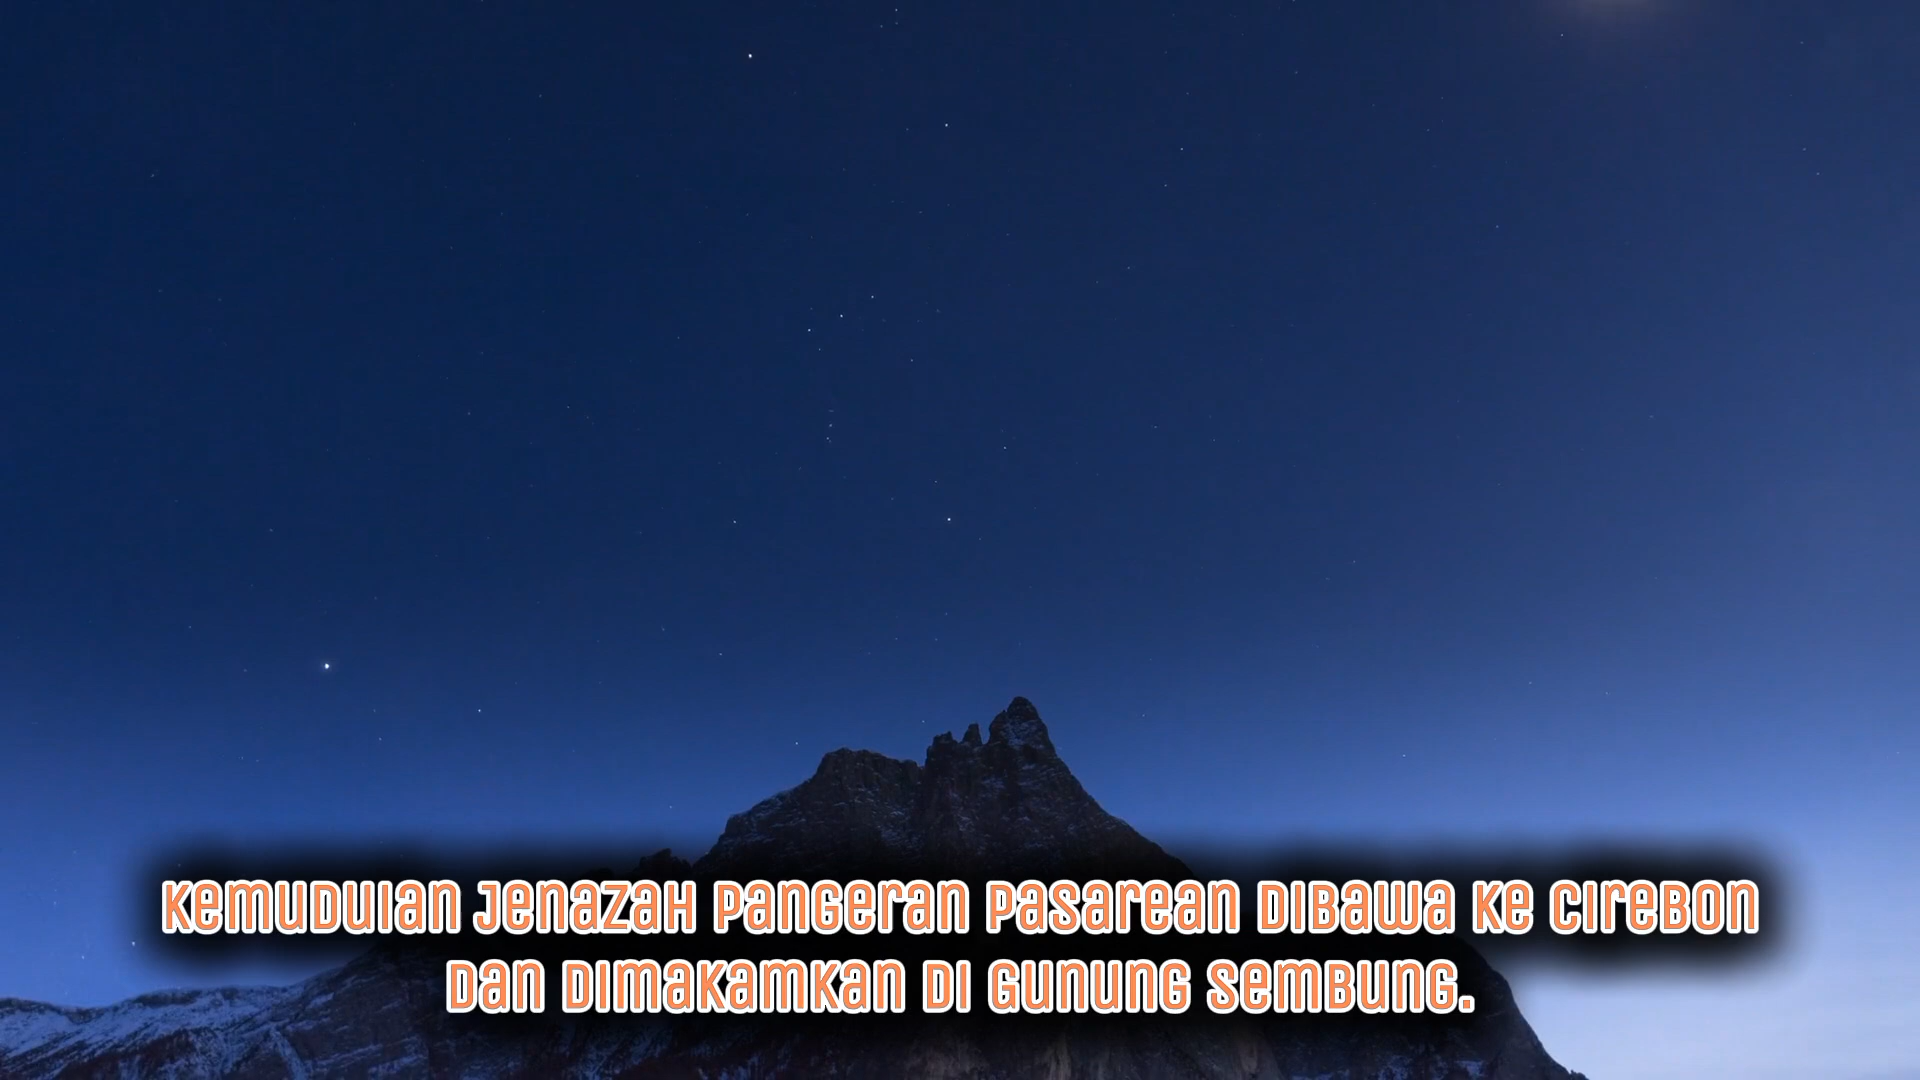 Kemuduian jenazah Pangeran Pasarean dibawa ke Cirebon
dan dimakamkan di Gunung Sembung.